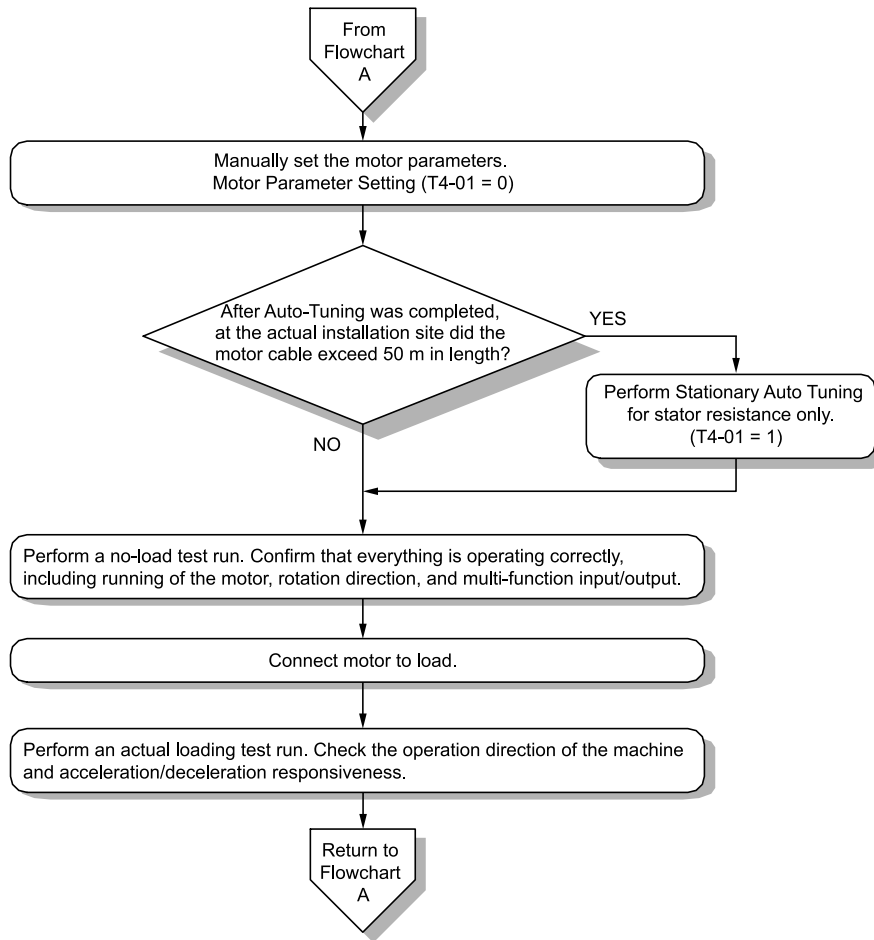 From
Flowchart
A
Manually set the motor parameters.
Motor Parameter Setting (T4-01 = 0)
After Auto-Tuning was completed,
at the actual installation site did the
motor cable exceed 50 m in length?
YES
Perform Stationary Auto Tuning
for stator resistance only.
(T4-01 = 1)
NO
Perform a no-load test run. Confirm that everything is operating correctly,
including running of the motor, rotation direction, and multi-function input/output.
Connect motor to load.
Perform an actual loading test run. Check the operation direction of the machine
and acceleration/deceleration responsiveness.
Return to
Flowchart
A